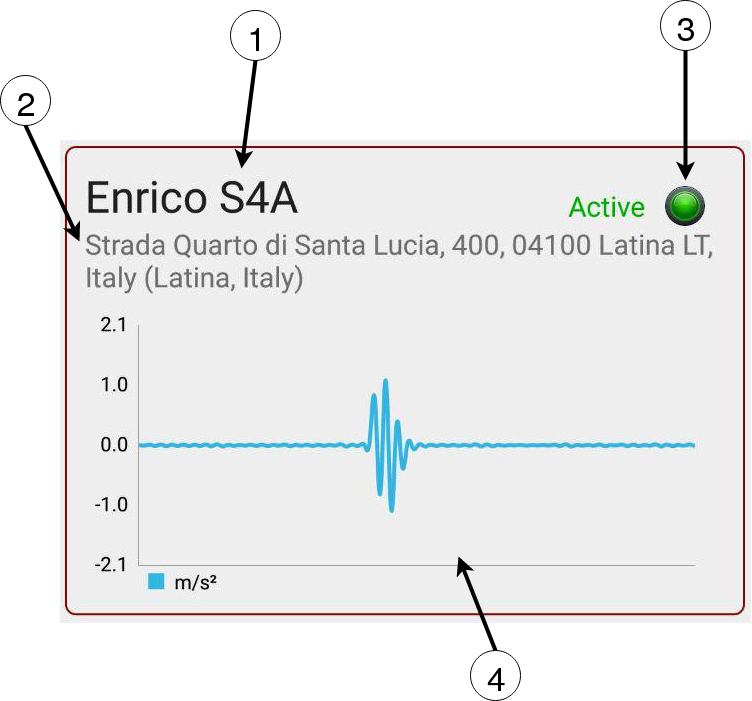 1
3
2
Enrico S4A
Active
Strada Quarto di Santa Lucia, 400, 04100 Latina LT,
Italy (Latina, Italy)
2.1
1.0
0.0
-1.0
-2.1
m/s²
4